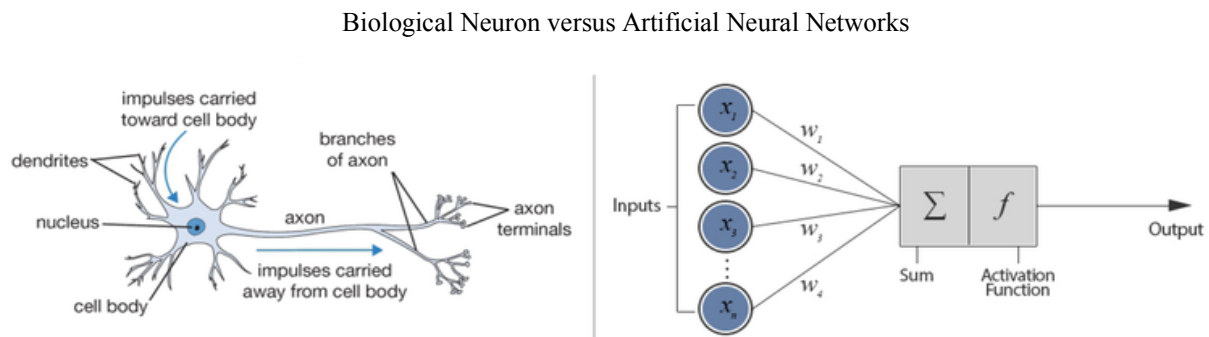 Biological Neuron versus Artificial Neural Networks
impulses carried
toward cell body
dendrites
nucleus
cell body
axon
branches
of axon
axon
terminals
impulses carried
away from cell body
Inputs
x₁
x₂
x₃
xₙ
w₁
w₂
w₃
w₄
Σ
f
Sum
Activation
Function
Output